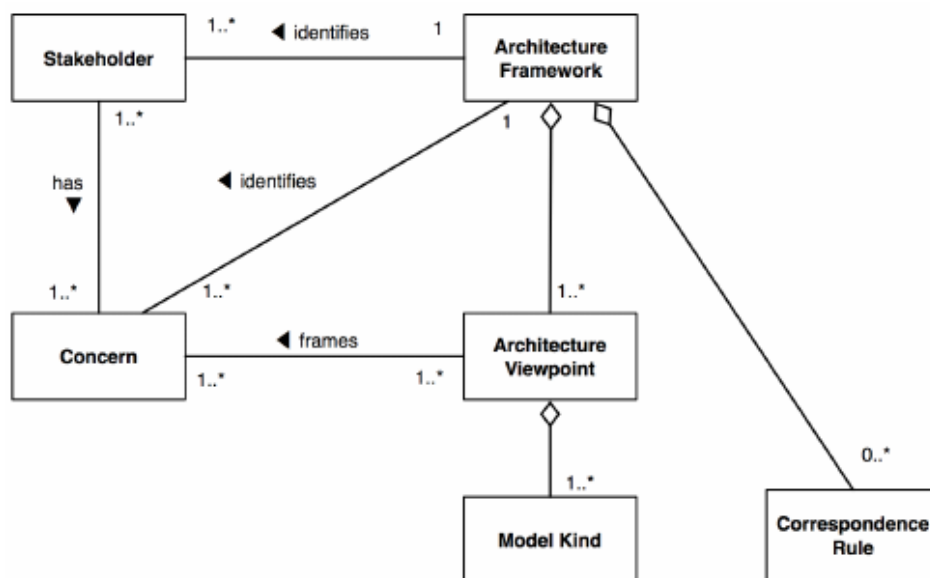 1..*
◄ identifies
1
Stakeholder
Architecture
Framework
1..*
1
has
▼
◄ identifies
1..*
1..*
1..*
Concern
◄ frames
Architecture
Viewpoint
1..*
1..*
0..*
1..*
Model Kind
Correspondence
Rule